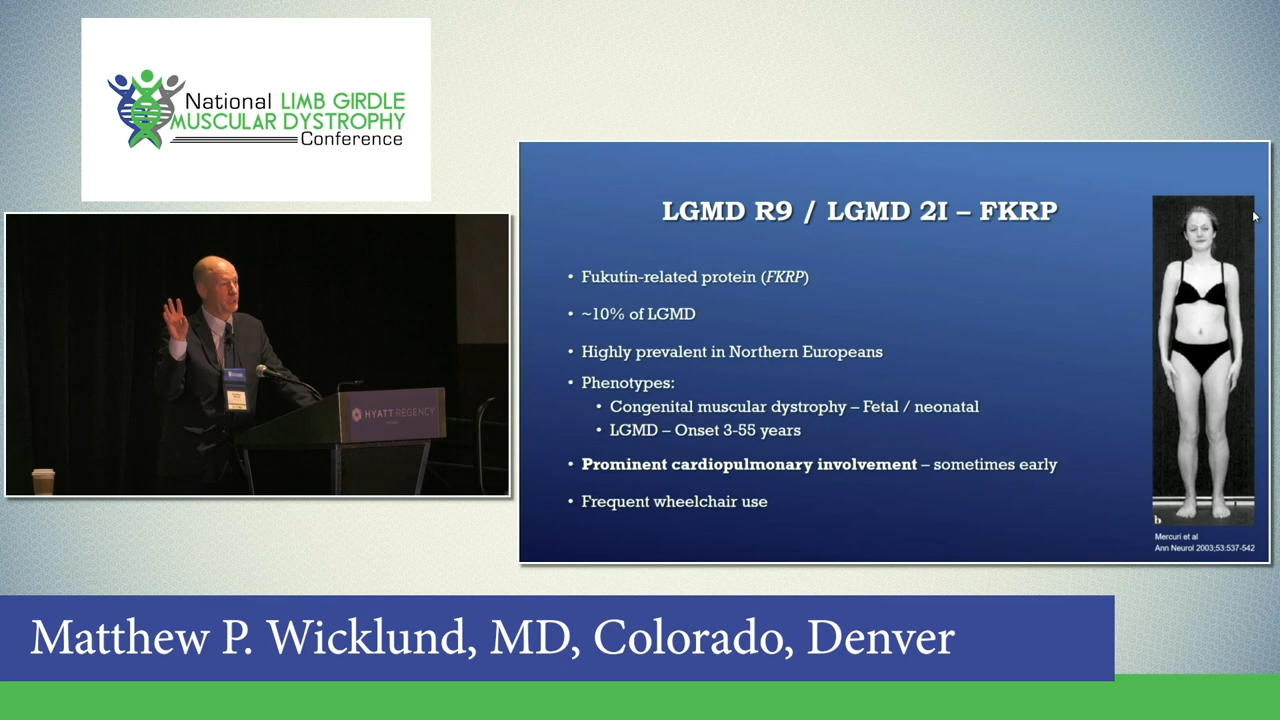 National LIMB GIRDLE
MUSCULAR DYSTROPHY
Conference
HYATT REGENCY
LGMD R9 / LGMD 2I – FKRP
• Fukutin-related protein (FKRP)
• ~10% of LGMD
• Highly prevalent in Northern Europeans
• Phenotypes:
• Congenital muscular dystrophy – Fetal / neonatal
• LGMD – Onset 3-55 years
• Prominent cardiopulmonary involvement – sometimes early
• Frequent wheelchair use
b
Mercuri et al
Ann Neurol 2003;53:537-542
Matthew P. Wicklund, MD, Colorado, Denver